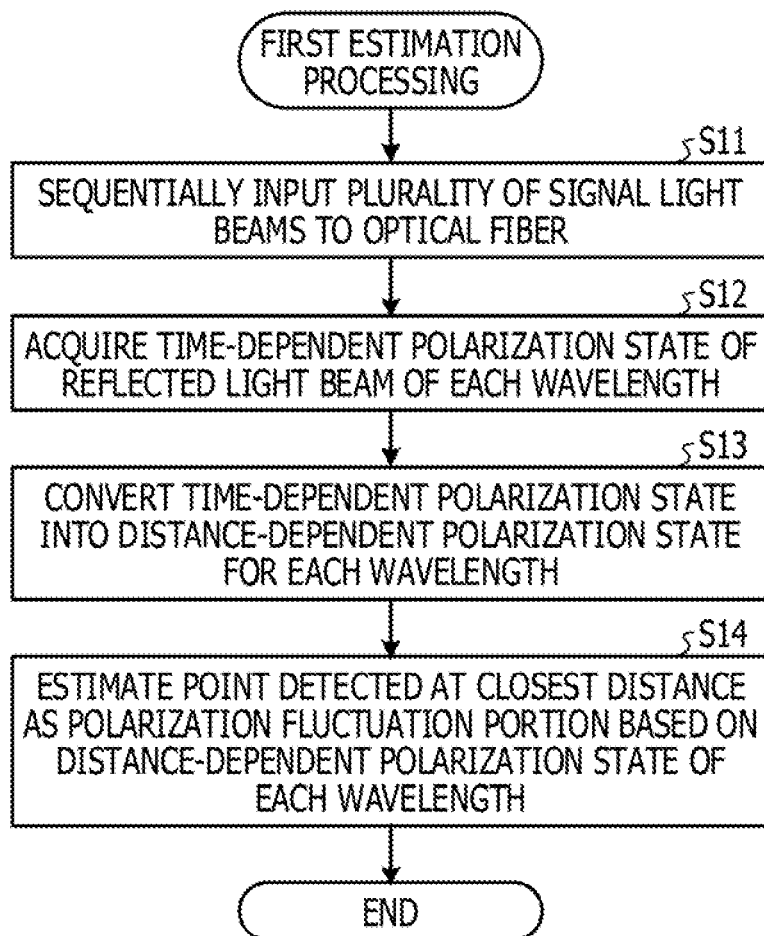 FIRST ESTIMATION
PROCESSING
S11
SEQUENTIALLY INPUT PLURALITY OF SIGNAL LIGHT
BEAMS TO OPTICAL FIBER
S12
ACQUIRE TIME-DEPENDENT POLARIZATION STATE OF
REFLECTED LIGHT BEAM OF EACH WAVELENGTH
S13
CONVERT TIME-DEPENDENT POLARIZATION STATE
INTO DISTANCE-DEPENDENT POLARIZATION STATE
FOR EACH WAVELENGTH
S14
ESTIMATE POINT DETECTED AT CLOSEST DISTANCE
AS POLARIZATION FLUCTUATION PORTION BASED ON
DISTANCE-DEPENDENT POLARIZATION STATE OF
EACH WAVELENGTH
END